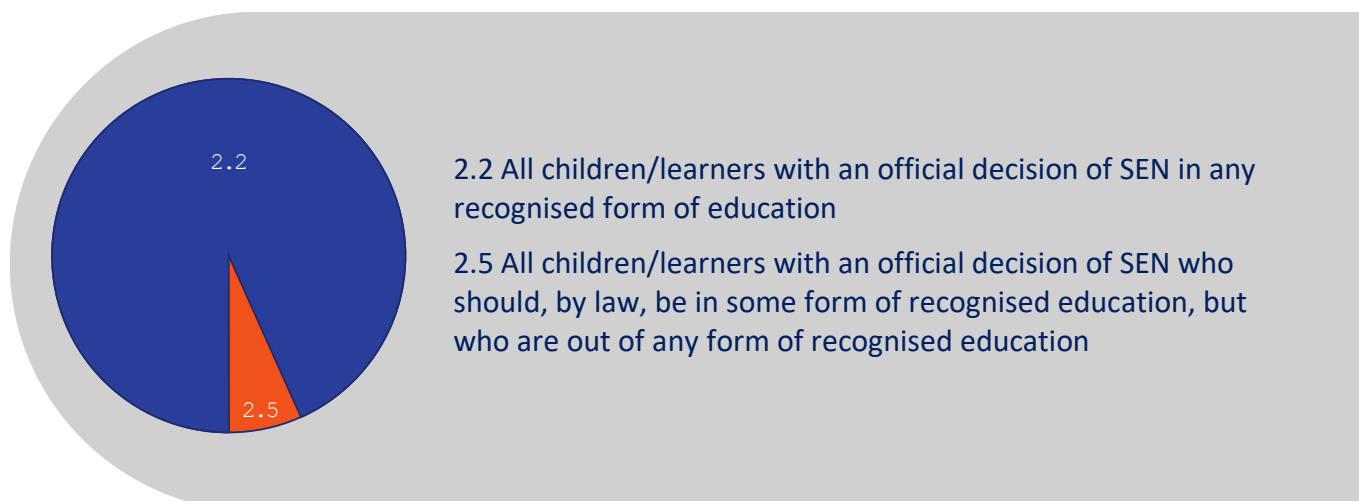 2.2
2.5
2.2 All children/learners with an official decision of SEN in any
recognised form of education
2.5 All children/learners with an official decision of SEN who
should, by law, be in some form of recognised education, but
who are out of any form of recognised education